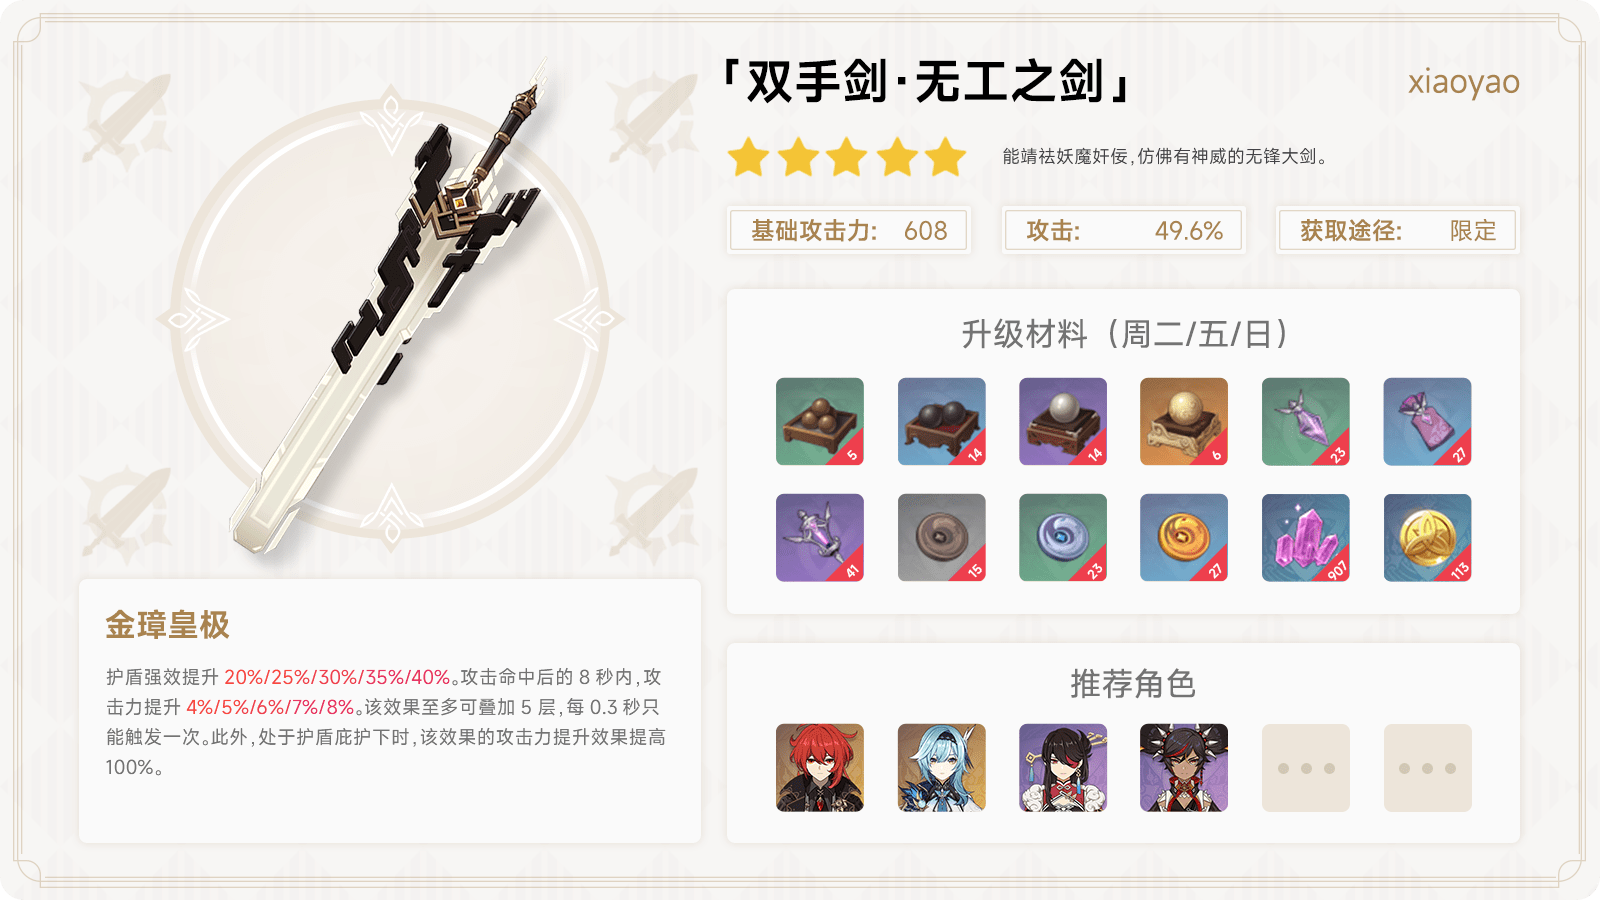 「双手剑·无工之剑」
xiaoyao
能靖祛妖魔奸佞，仿佛有神威的无锋大剑。
基础攻击力: 608
攻击: 49.6%
获取途径: 限定
升级材料（周二/五/日）
5 14 14 6 23 27
41 15 23 27 907 113
金璋皇极
护盾强效提升 20%/25%/30%/35%/40%。攻击命中后的 8 秒内，攻
击力提升 4%/5%/6%/7%/8%。该效果至多可叠加 5 层，每 0.3 秒只
能触发一次。此外，处于护盾庇护下时，该效果的攻击力提升效果提高
100%。
推荐角色